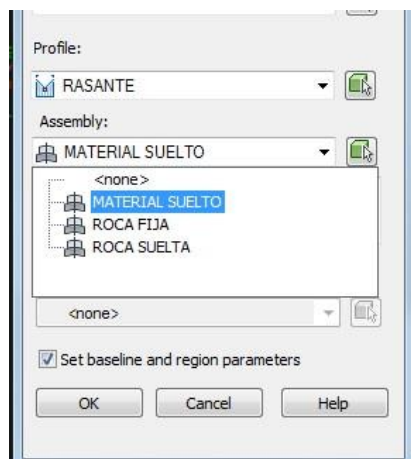 Profile:
RASANTE
Assembly:
MATERIAL SUELTO
<none>
MATERIAL SUELTO
ROCA FIJA
ROCA SUELTA
<none>
Set baseline and region parameters
OK Cancel Help